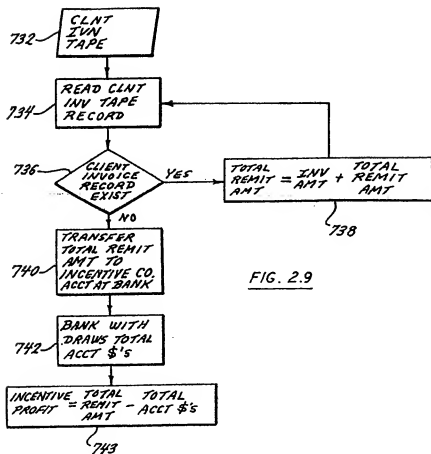 732
CLNT
IVN
TAPE
734
READ CLNT
INV TAPE
RECORD
736
CLIENT
INVOICE
RECORD
EXIST
YES
TOTAL
REMIT
AMT
= INV
AMT
+ TOTAL
REMIT
AMT
738
NO
740
TRANSFER
TOTAL REMIT
AMT TO
INCENTIVE CO.
ACCT AT BANK
FIG. 2.9
742
BANK WITH
DRAWS TOTAL
ACCT $'s
INCENTIVE
PROFIT
= TOTAL
REMIT
AMT
- TOTAL
ACCT $'s
743